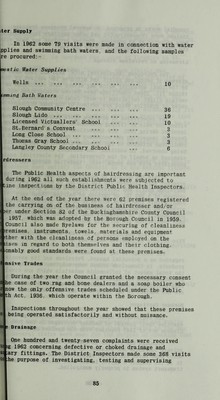 ter Supply
In 1962 some 73 visits were made in connection with water
pplies and swimming bath waters, and the following samples
re procured:-
mestic Water Supplies
Wells ... ... ... ... ... ... 10
imming Bath Waters
Slough Community Centre ... ... ... 38
Slough Lido ... ... ... ... ... 19
Licensed Victuallers' School ... ... 10
St.Bernard's Convent ... ... ... 3
Long Close School ... ... ... ... 3
Thomas Gray School ... ... ... ... 3
Langley County Secondary School ... ... 6
irdressers
The Public Health aspects of hairdressing are important
during 1962 all such establishments were subjected to
tine inspections by the District Public Health Inspectors.
At the end of the year there were 62 premises registered
the carrying on of the business of hairdresser and/or
er under Section 82 of the Buckinghamshire County Council
1957, which was adopted by the Borough Council in 1959.
Council also made Byelaws for the securing of cleanliness
premises, instruments, towels, materials and equipment
ether with the cleanliness of persons employed on the
ises in regard to both themselves and their clothing.
sonably good standards were found at these premises.
ensive Trades
During the year the Council granted the necessary consent
the case of two rag and bone dealers and a soap boiler who
now the only offensive trades scheduled under the Public
th Act, 1936, which operate within the Borough.
Inspections throughout the year showed that these premises
being operated satisfactorily and without nuisance.
e Drainage
One hundred and twenty-seven complaints were received
ng 1962 concerning defective or choked drainage and
tary fittings. The District Inspectors made some 368 visits
the purpose of investigating, testing and supervising
83